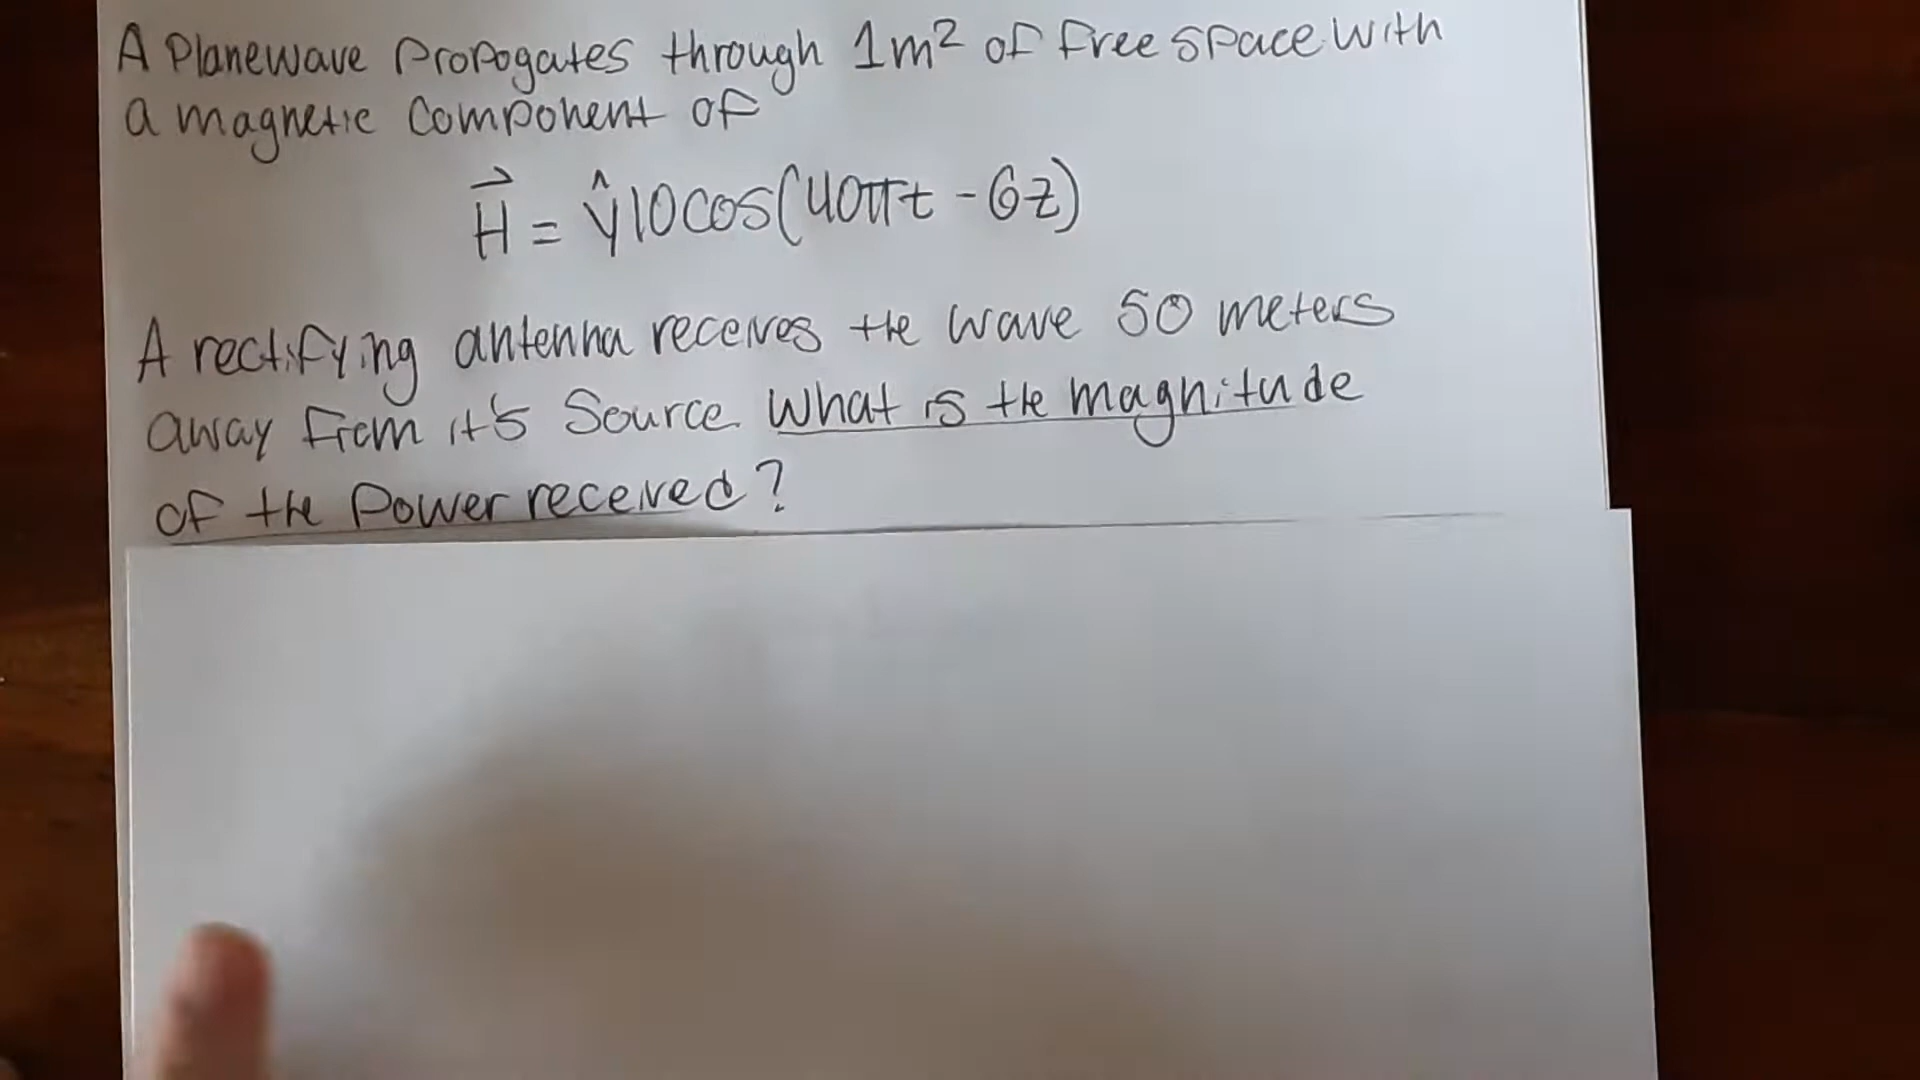 A Planewave Propogates through 1m² of free space with
a magnetic component of
H⃗ = ŷ10cos(40πt - 6z)
A rectifying antenna receives the wave 50 meters
away from it's Source. What is the magnitude
of the Power received?